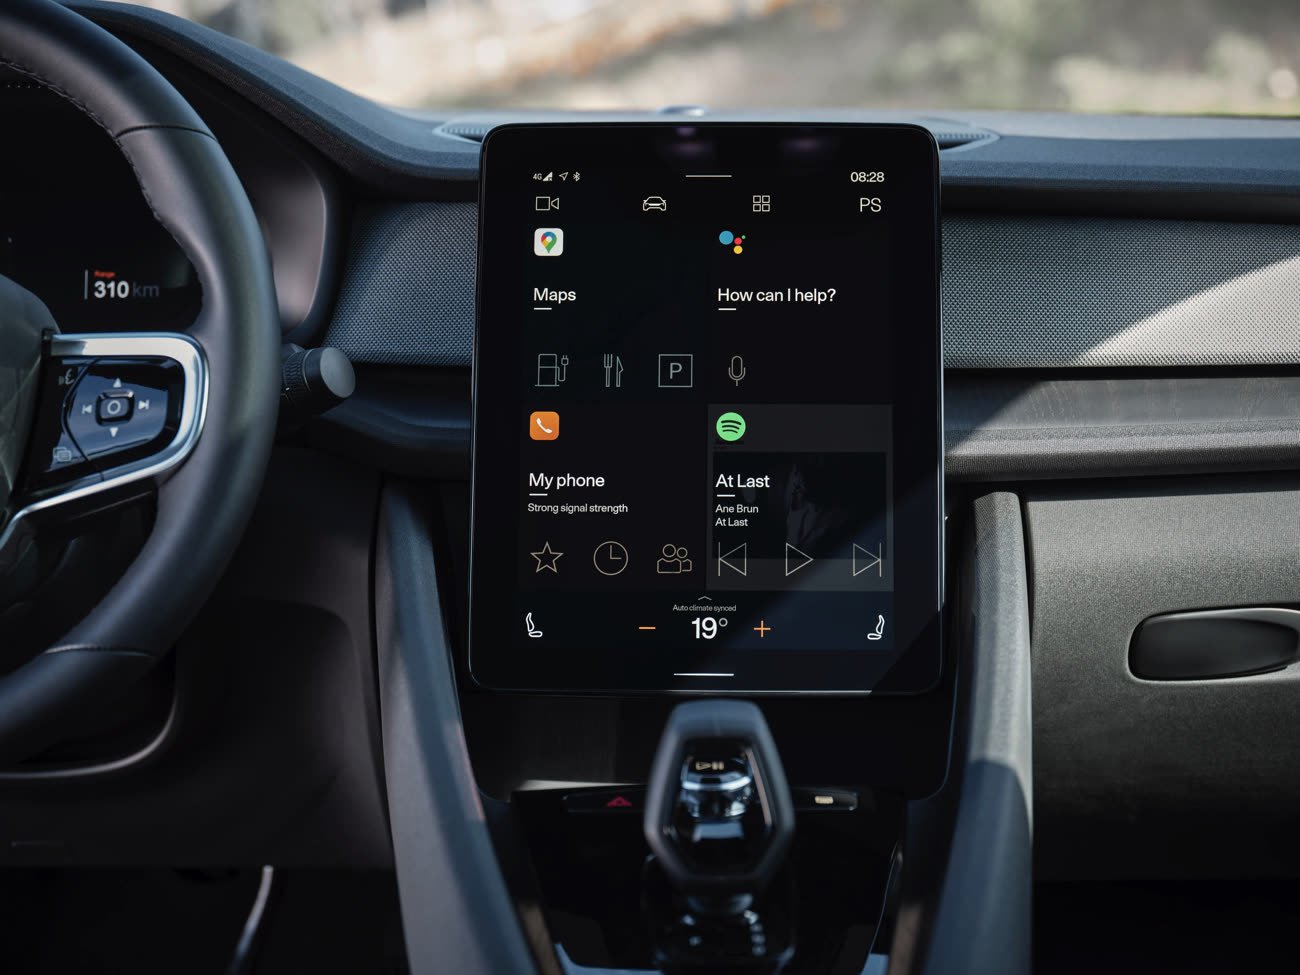 4G
08:28
PS
Maps
How can I help?
P
My phone
Strong signal strength
At Last
Ane Brun
At Last
Auto climate synced
19°
Range
310 km